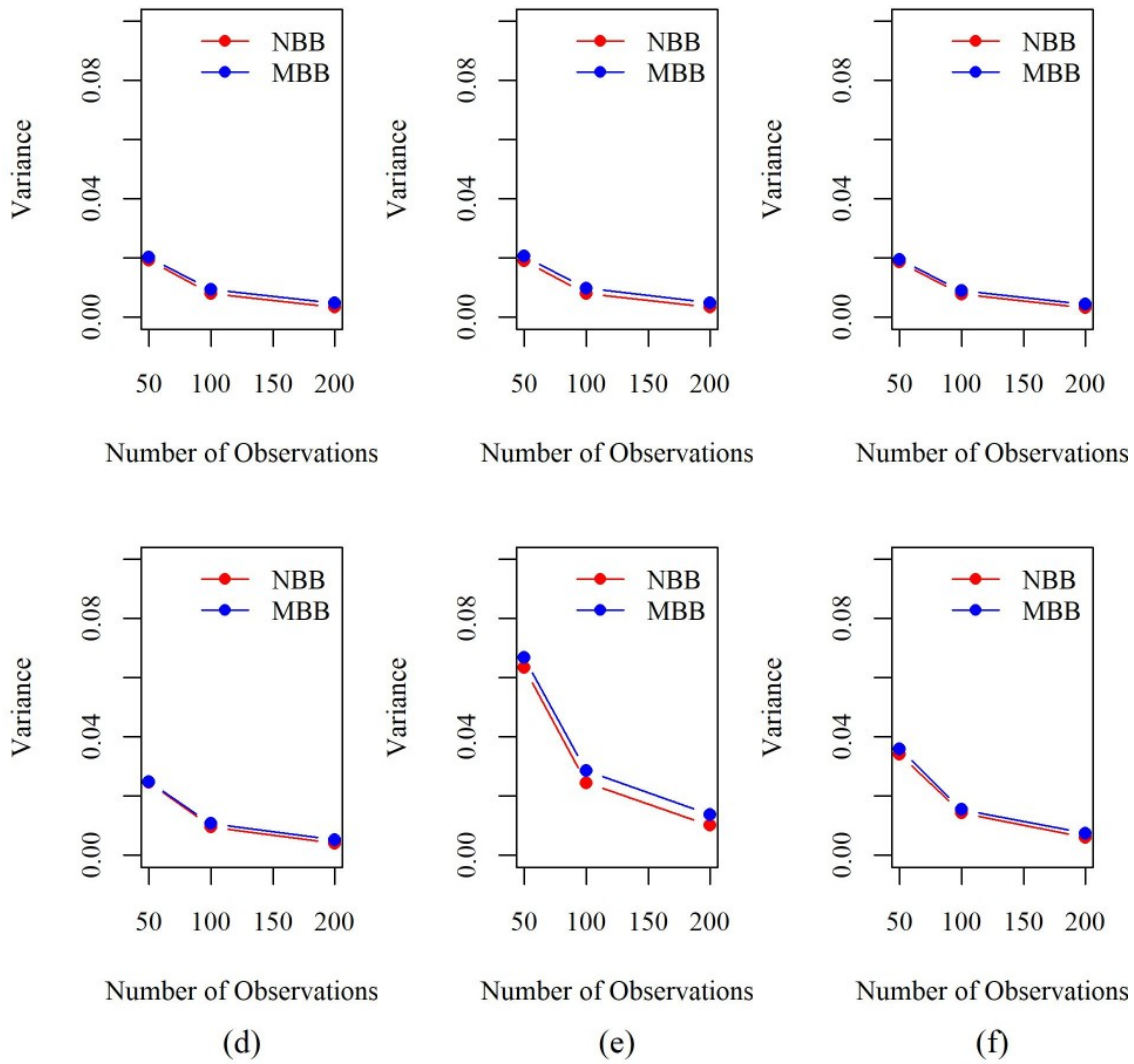 NBB NBB NBB
MBB MBB MBB
Variance Variance Variance
0.08 0.08 0.08
0.04 0.04 0.04
0.00 0.00 0.00
50 100 150 200 50 100 150 200 50 100 150 200
Number of Observations Number of Observations Number of Observations
NBB NBB NBB
MBB MBB MBB
Variance Variance Variance
0.08 0.08 0.08
0.04 0.04 0.04
0.00 0.00 0.00
50 100 150 200 50 100 150 200 50 100 150 200
Number of Observations Number of Observations Number of Observations
(d) (e) (f)